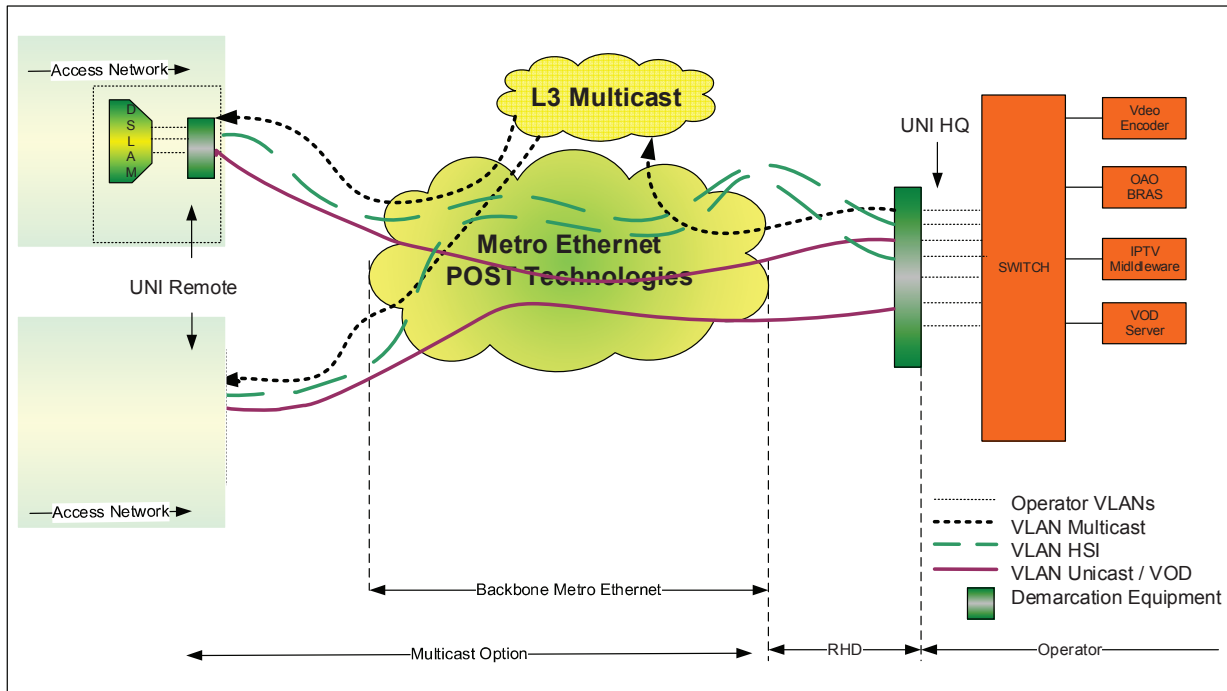 Access Network
L3 Multicast
D
S
L
A
M
UNI HQ
Vdeo
Encoder
OAO
BRAS
Metro Ethernet
POST Technologies
SWITCH
IPTV
Midldleware
UNI Remote
VOD
Server
Access Network
Operator VLANs
VLAN Multicast
VLAN HSI
VLAN Unicast / VOD
Demarcation Equipment
Backbone Metro Ethernet
Multicast Option
RHD
Operator